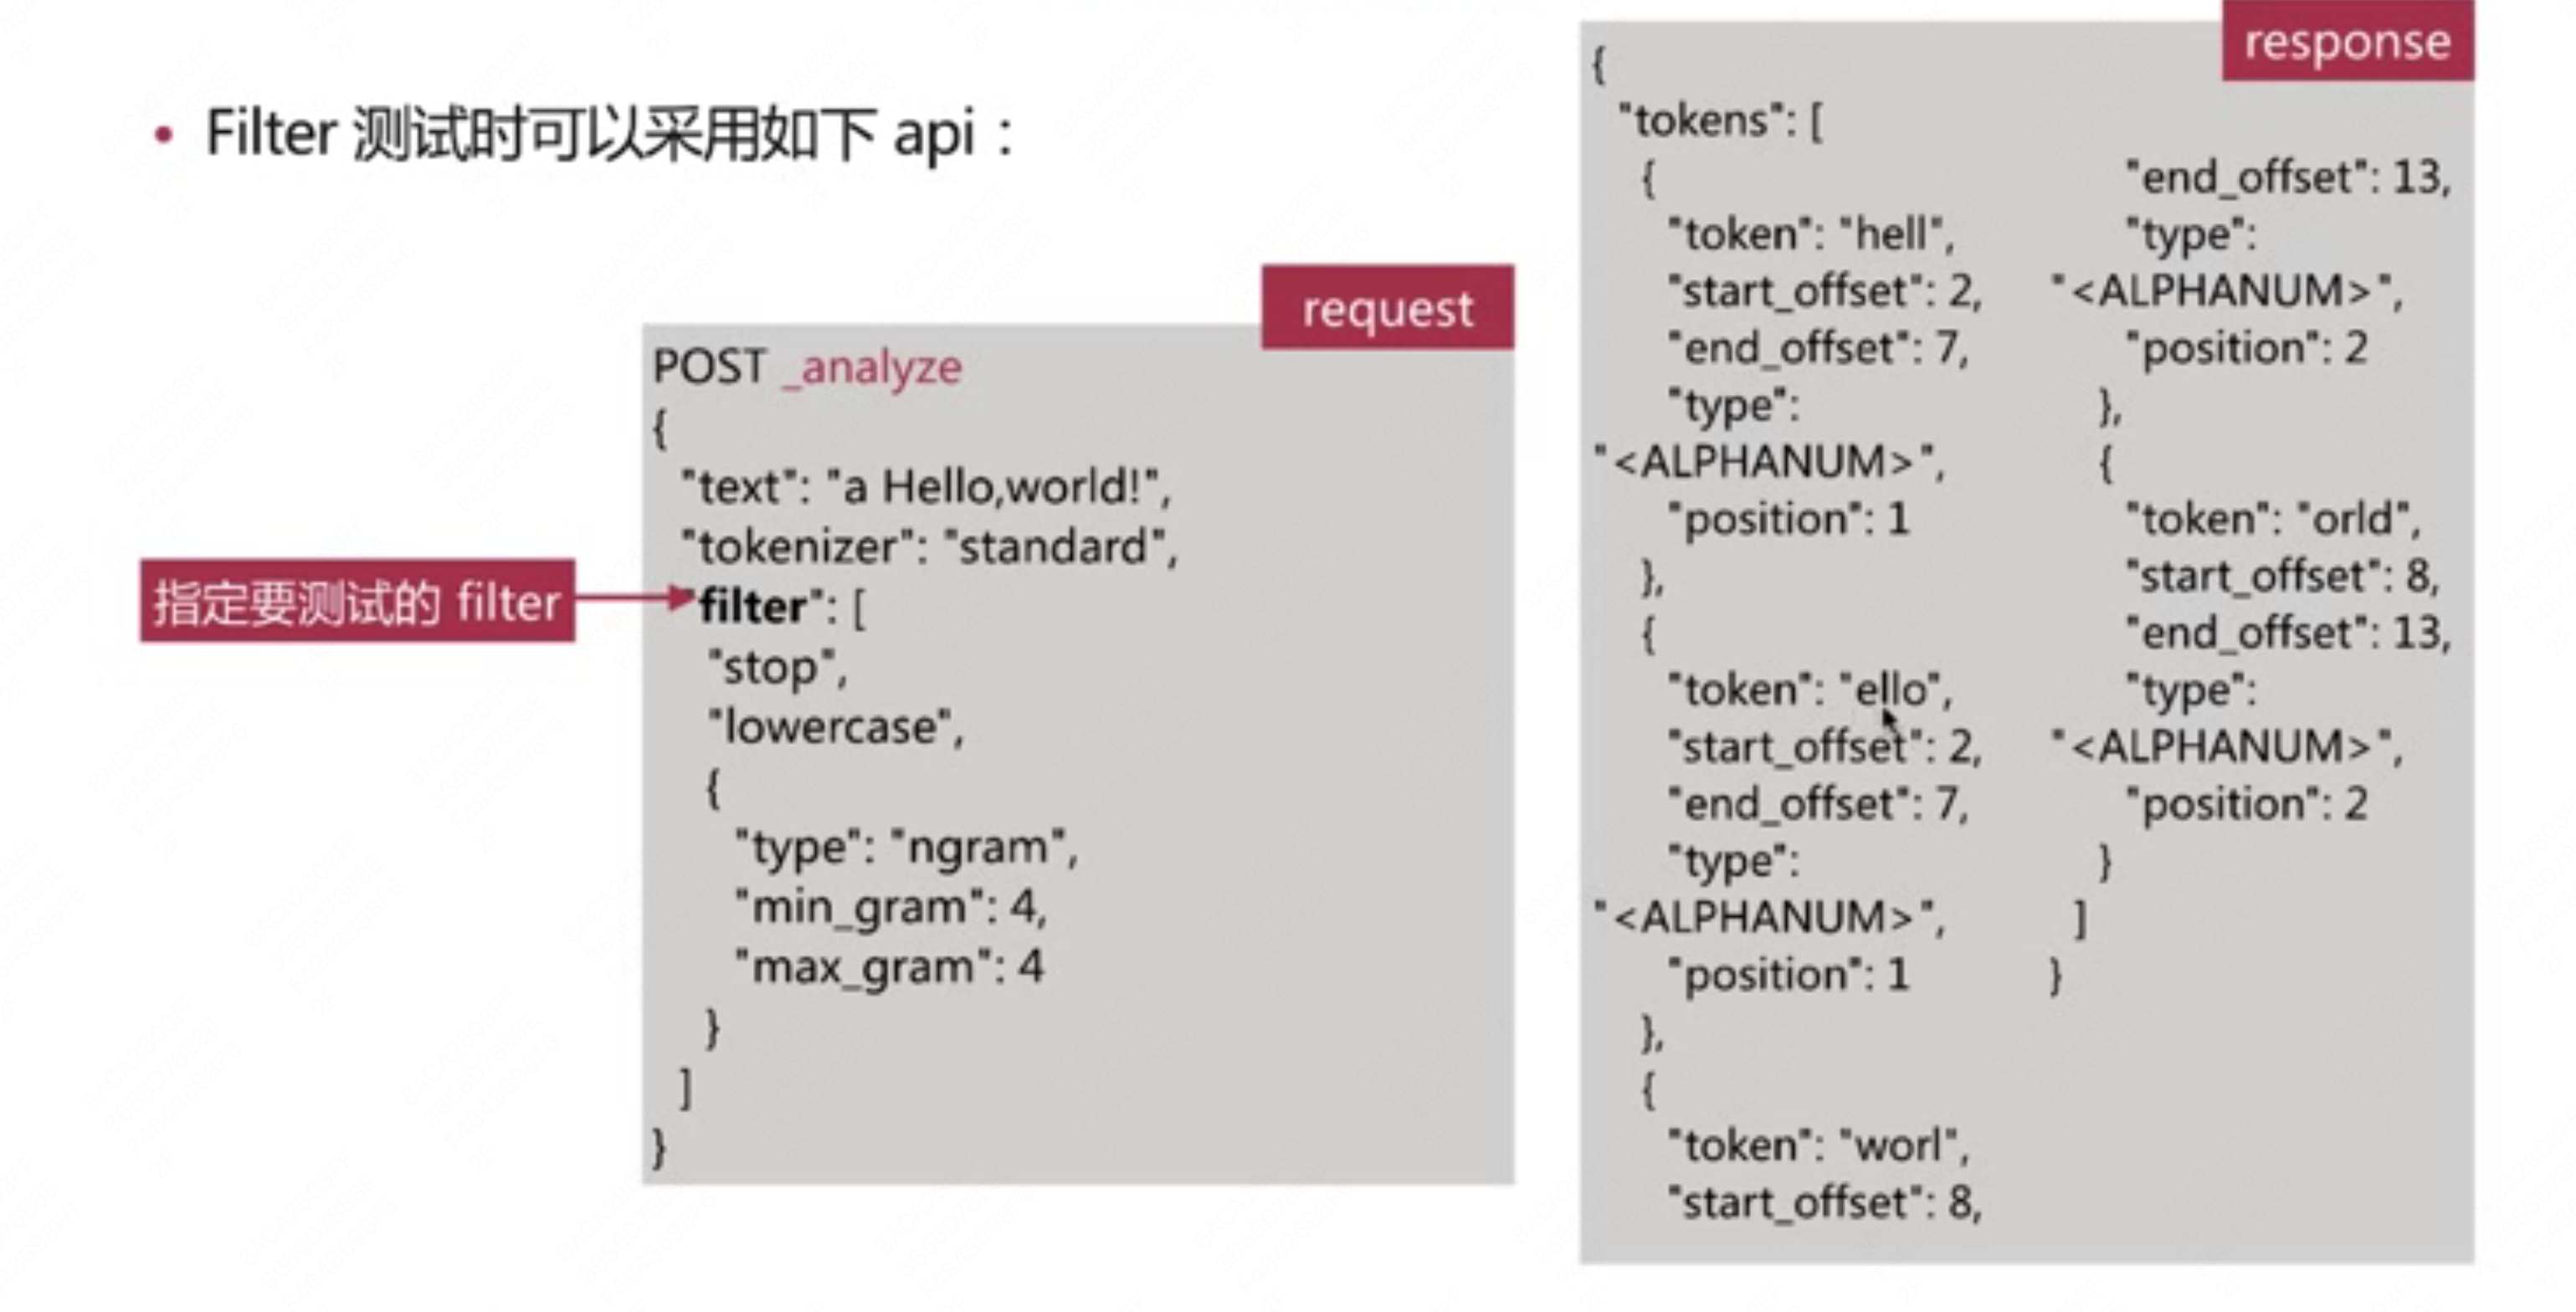 • Filter 测试时可以采用如下 api：
request
POST _analyze
{
"text": "a Hello,world!",
"tokenizer": "standard",
指定要测试的 filter
"filter": [
"stop",
"lowercase",
{
"type": "ngram",
"min_gram": 4,
"max_gram": 4
}
]
}
response
{
"tokens": [
{
"token": "hell",
"start_offset": 2,
"end_offset": 7,
"type":
"<ALPHANUM>",
"position": 1
},
{
"token": "ello",
"start_offset": 2,
"end_offset": 7,
"type":
"<ALPHANUM>",
"position": 1
},
{
"token": "worl",
"start_offset": 8,
"end_offset": 13,
"type":
"<ALPHANUM>",
"position": 2
},
{
"token": "orld",
"start_offset": 8,
"end_offset": 13,
"type":
"<ALPHANUM>",
"position": 2
}
]
}